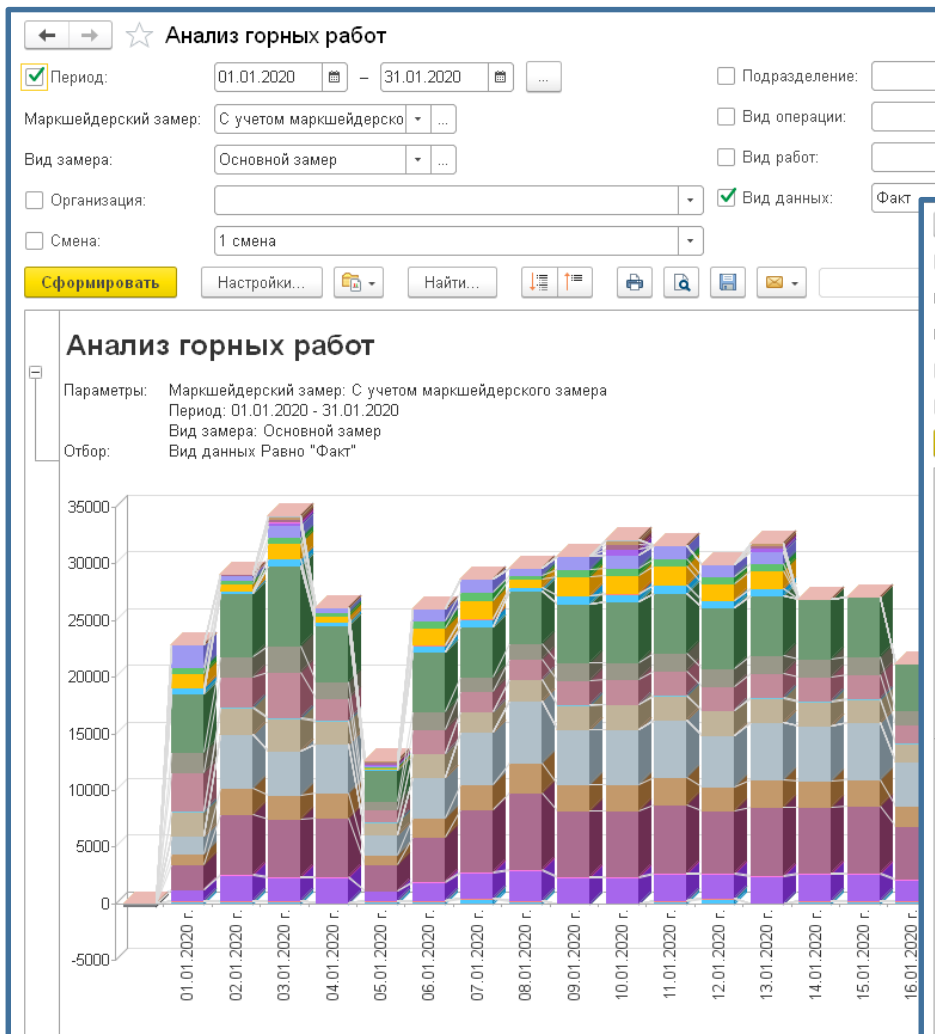 Анализ горных работ
Период: 01.01.2020 – 31.01.2020 ...
Подразделение:
Маркшейдерский замер: С учетом маркшейдерско ...
Вид операции:
Вид замера: Основной замер ...
Вид работ:
Организация:
Вид данных: Факт
Смена: 1 смена
Сформировать Настройки... Найти...
Анализ горных работ
Параметры: Маркшейдерский замер: С учетом маркшейдерского замера
Период: 01.01.2020 - 31.01.2020
Вид замера: Основной замер
Отбор: Вид данных Равно "Факт"
35000
30000
25000
20000
15000
10000
5000
0
-5000
01.01.2020 г.
02.01.2020 г.
03.01.2020 г.
04.01.2020 г.
05.01.2020 г.
06.01.2020 г.
07.01.2020 г.
08.01.2020 г.
09.01.2020 г.
10.01.2020 г.
11.01.2020 г.
12.01.2020 г.
13.01.2020 г.
14.01.2020 г.
15.01.2020 г.
16.01.2020 г.